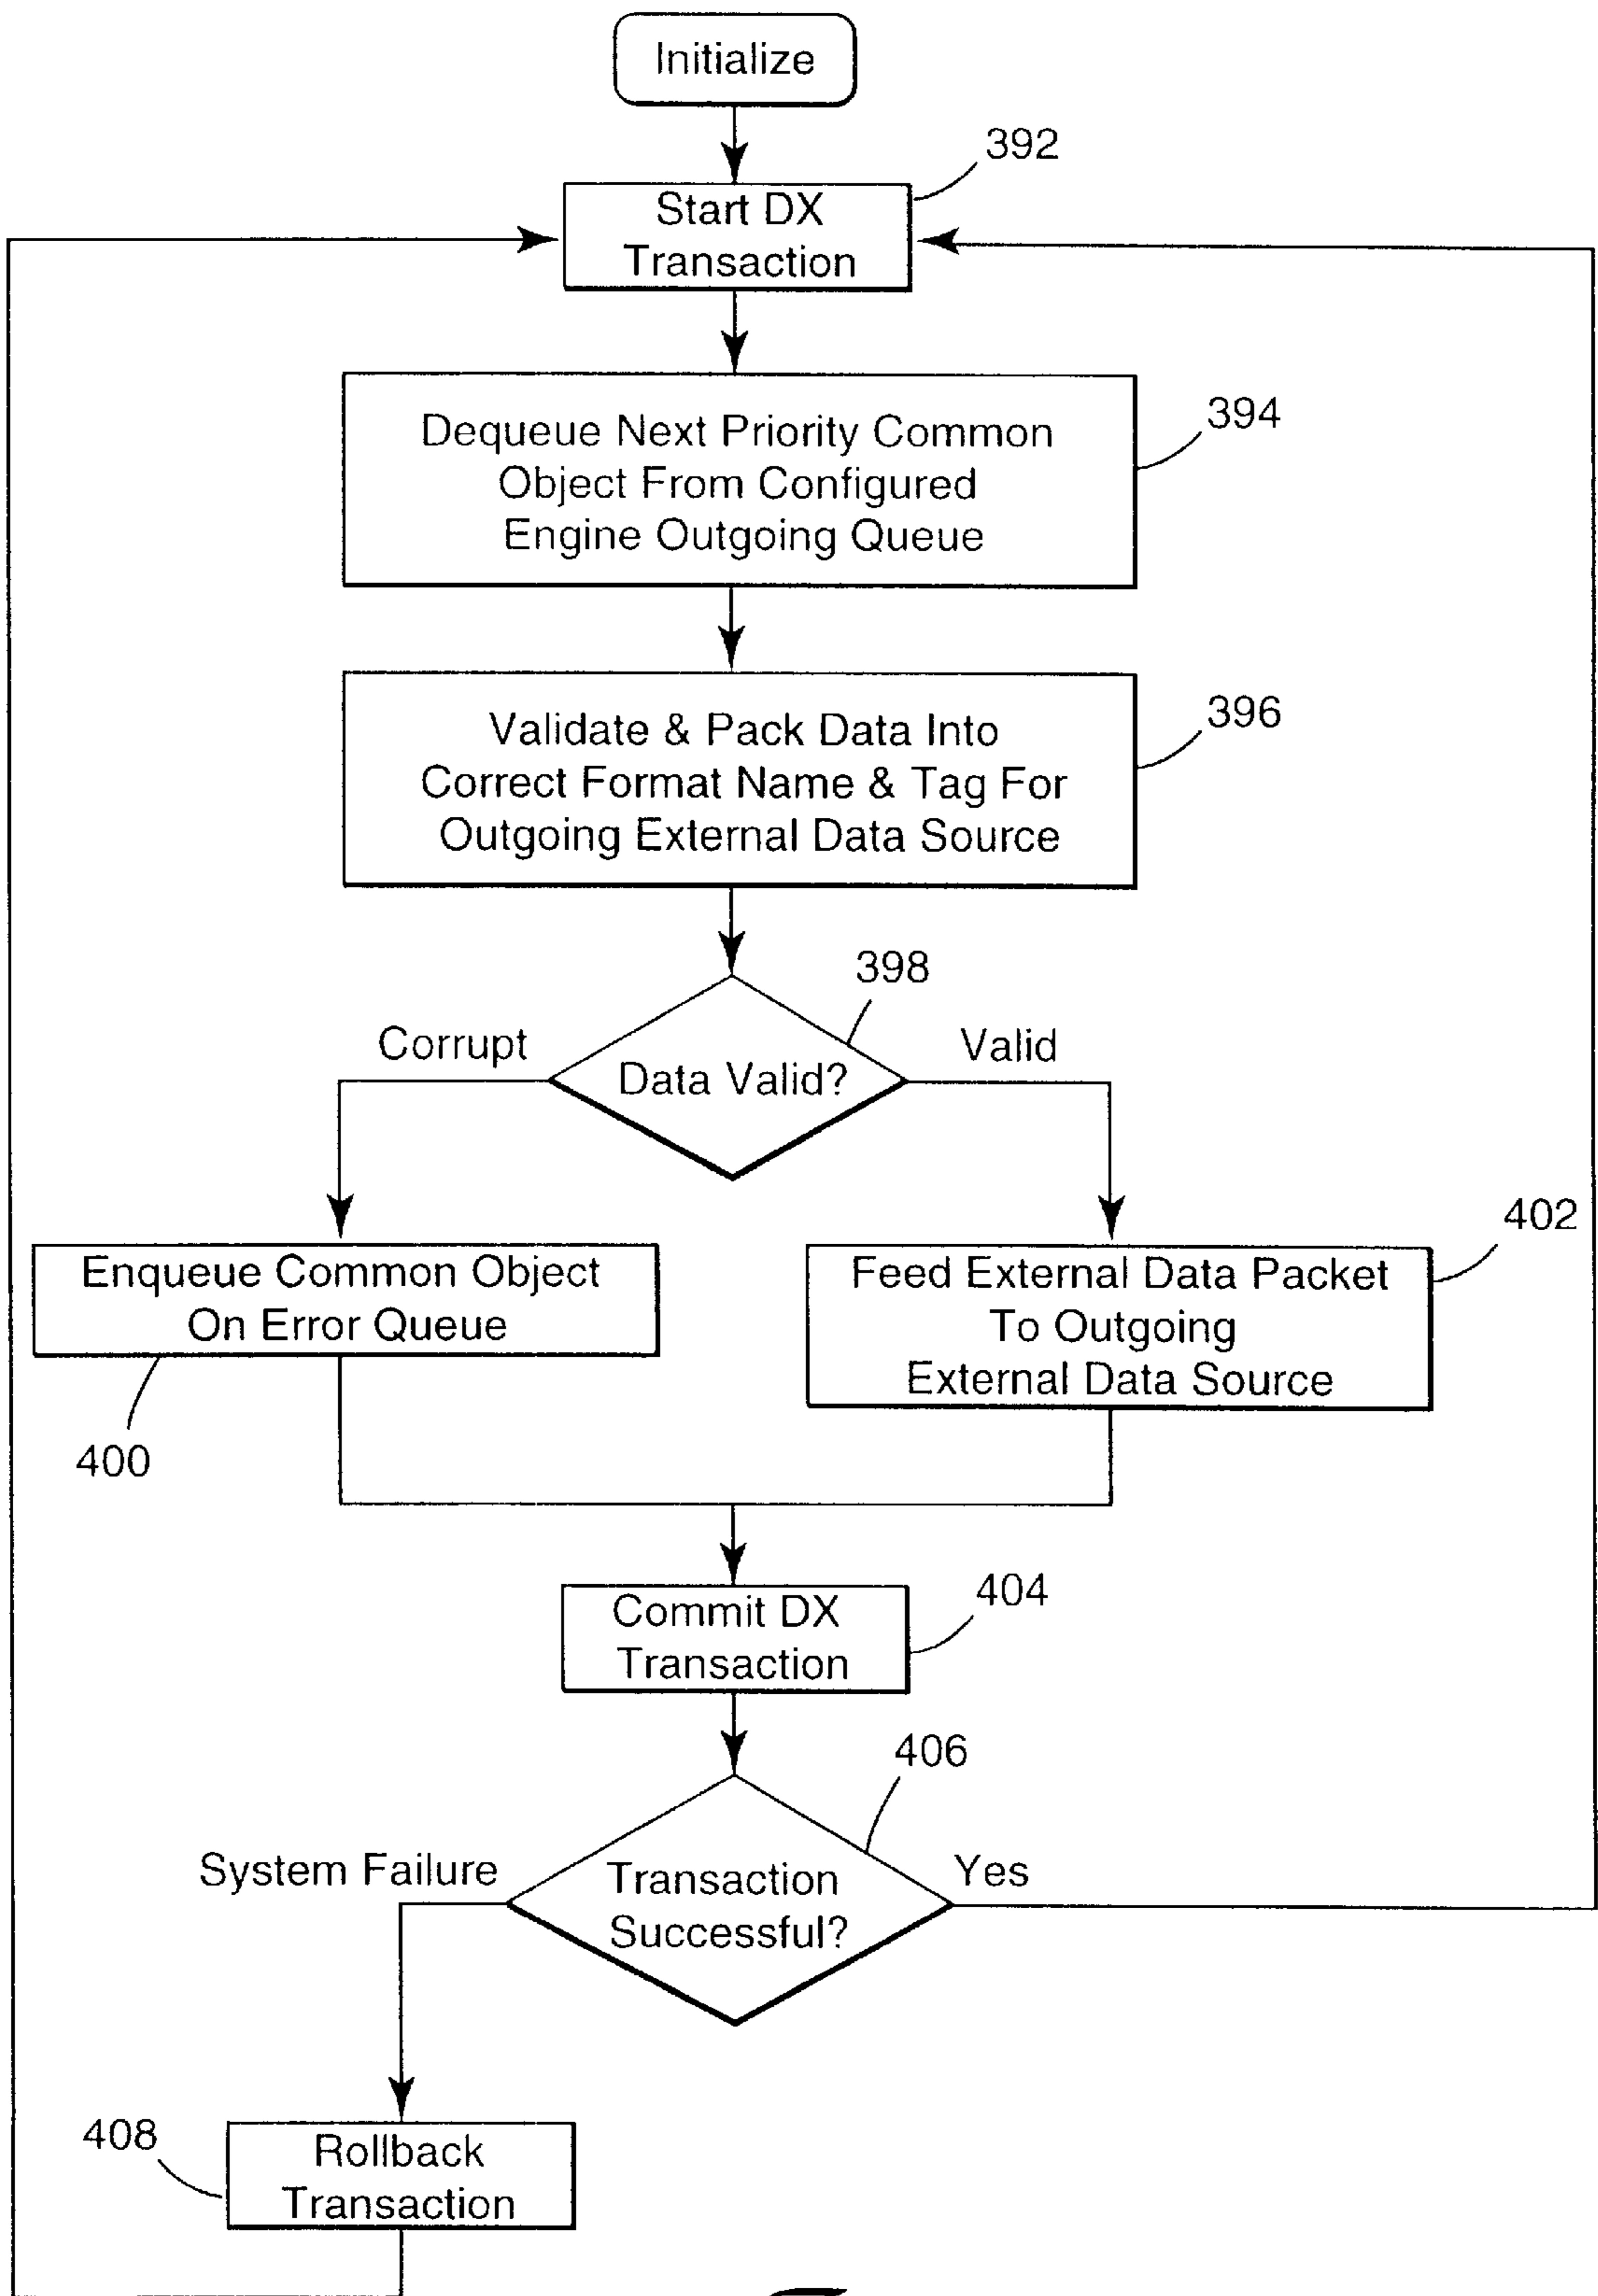 Initialize
392
Start DX
Transaction
394
Dequeue Next Priority Common
Object From Configured
Engine Outgoing Queue
396
Validate & Pack Data Into
Correct Format Name & Tag For
Outgoing External Data Source
398
Corrupt
Valid
Data Valid?
402
Enqueue Common Object
On Error Queue
Feed External Data Packet
To Outgoing
External Data Source
400
404
Commit DX
Transaction
406
System Failure
Yes
Transaction
Successful?
408
Rollback
Transaction